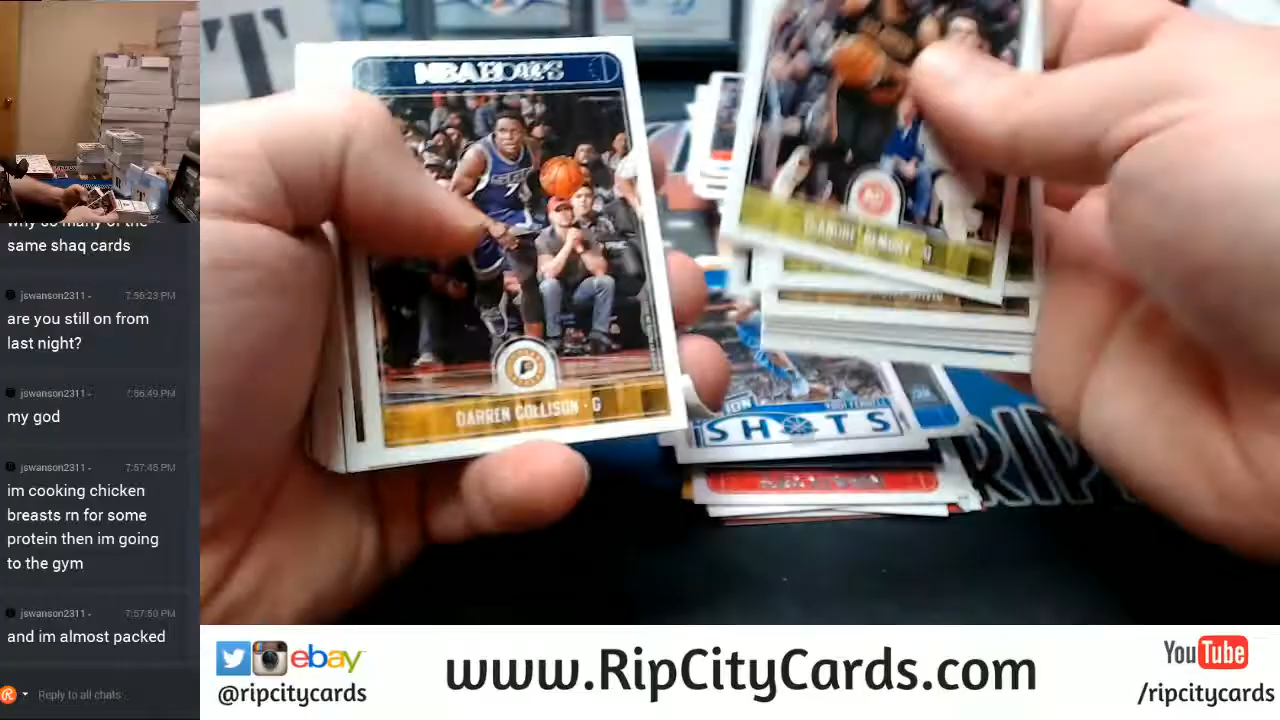 why so many of the
same shaq cards
jswanson2311 - 7:56:23 PM
are you still on from
last night?
jswanson2311 - 7:56:49 PM
my god
jswanson2311 - 7:57:45 PM
im cooking chicken
breasts rn for some
protein then im going
to the gym
jswanson2311 - 7:57:50 PM
and im almost packed
Reply to all chats
NBA HOOPS
7
DARREN COLLISON - G
SHOTS
RIP
ebay
@ripcitycards
www.RipCityCards.com
YouTube
/ripcitycards